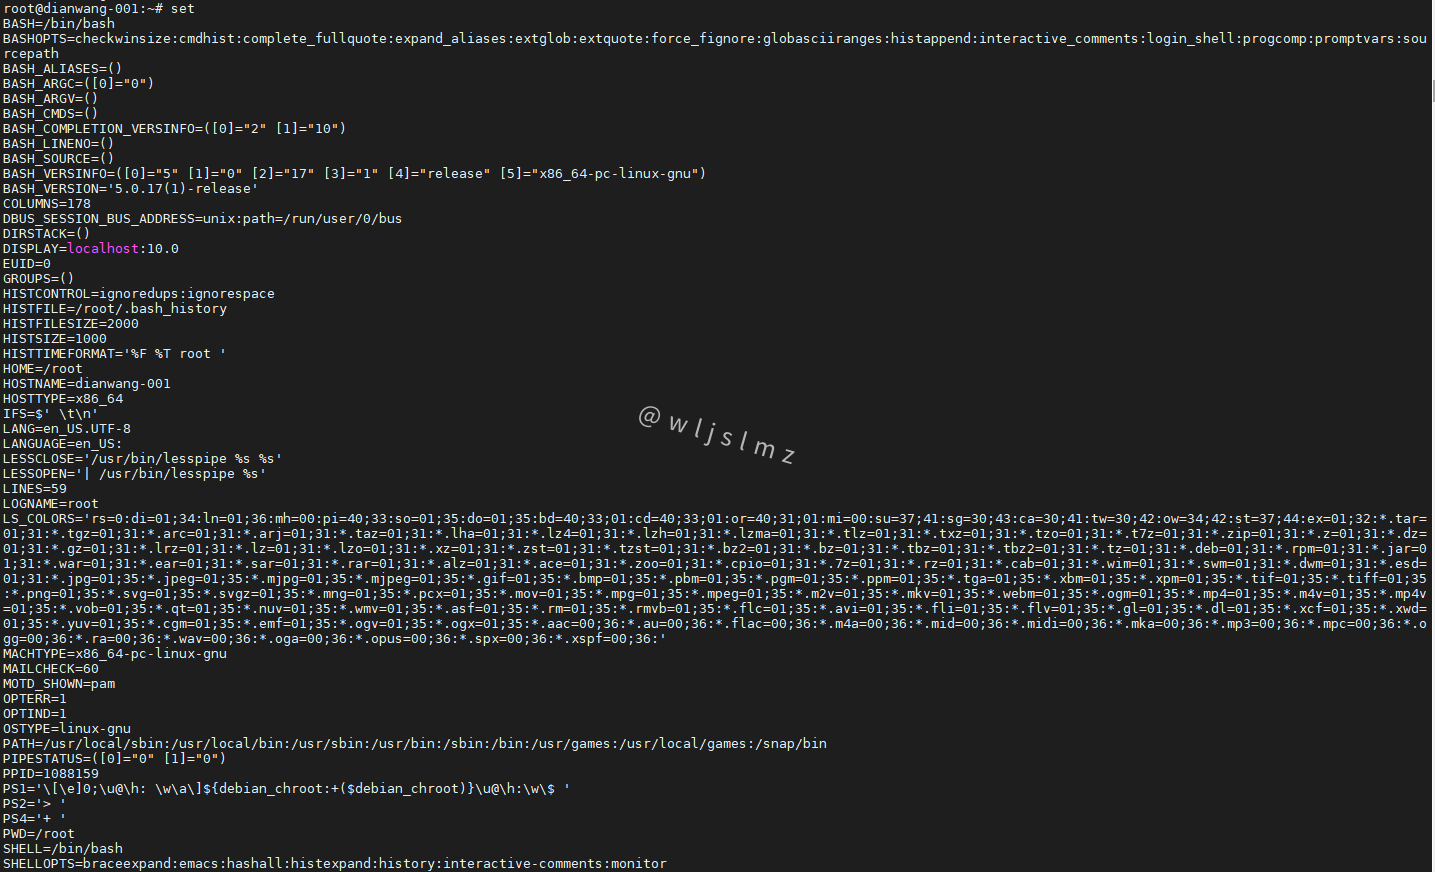 root@dianwang-001:~# set
BASH=/bin/bash
BASHOPTS=checkwinsize:cmdhist:complete_fullquote:expand_aliases:extglob:extquote:force_fignore:globasciiranges:histappend:interactive_comments:login_shell:progcomp:promptvars:sou
rcepath
BASH_ALIASES=()
BASH_ARGC=([0]="0")
BASH_ARGV=()
BASH_CMDS=()
BASH_COMPLETION_VERSINFO=([0]="2" [1]="10")
BASH_LINENO=()
BASH_SOURCE=()
BASH_VERSINFO=([0]="5" [1]="0" [2]="17" [3]="1" [4]="release" [5]="x86_64-pc-linux-gnu")
BASH_VERSION='5.0.17(1)-release'
COLUMNS=178
DBUS_SESSION_BUS_ADDRESS=unix:path=/run/user/0/bus
DIRSTACK=()
DISPLAY=localhost:10.0
EUID=0
GROUPS=()
HISTCONTROL=ignoredups:ignorespace
HISTFILE=/root/.bash_history
HISTFILESIZE=2000
HISTSIZE=1000
HISTTIMEFORMAT='%F %T root '
HOME=/root
HOSTNAME=dianwang-001
HOSTTYPE=x86_64
IFS=$' \t\n'
@wljslmz
LANG=en_US.UTF-8
LANGUAGE=en_US:
LESSCLOSE='/usr/bin/lesspipe %s %s'
LESSOPEN='| /usr/bin/lesspipe %s'
LINES=59
LOGNAME=root
LS_COLORS='rs=0:di=01;34:ln=01;36:mh=00:pi=40;33:so=01;35:do=01;35:bd=40;33;01:cd=40;33;01:or=40;31;01:mi=00:su=37;41:sg=30;43:ca=30;41:tw=30;42:ow=34;42:st=37;44:ex=01;32:*.tar=
01;31:*.tgz=01;31:*.arc=01;31:*.arj=01;31:*.taz=01;31:*.lha=01;31:*.lz4=01;31:*.lzh=01;31:*.lzma=01;31:*.tlz=01;31:*.txz=01;31:*.tzo=01;31:*.t7z=01;31:*.zip=01;31:*.z=01;31:*.dz=
01;31:*.gz=01;31:*.lrz=01;31:*.lz=01;31:*.lzo=01;31:*.xz=01;31:*.zst=01;31:*.tzst=01;31:*.bz2=01;31:*.bz=01;31:*.tbz=01;31:*.tbz2=01;31:*.tz=01;31:*.deb=01;31:*.rpm=01;31:*.jar=0
1;31:*.war=01;31:*.ear=01;31:*.sar=01;31:*.rar=01;31:*.alz=01;31:*.ace=01;31:*.zoo=01;31:*.cpio=01;31:*.7z=01;31:*.rz=01;31:*.cab=01;31:*.wim=01;31:*.swm=01;31:*.dwm=01;31:*.esd=
01;31:*.jpg=01;35:*.jpeg=01;35:*.mjpg=01;35:*.mjpeg=01;35:*.gif=01;35:*.bmp=01;35:*.pbm=01;35:*.pgm=01;35:*.ppm=01;35:*.tga=01;35:*.xbm=01;35:*.xpm=01;35:*.tif=01;35:*.tiff=01;35
:*.png=01;35:*.svg=01;35:*.svgz=01;35:*.mng=01;35:*.pcx=01;35:*.mov=01;35:*.mpg=01;35:*.mpeg=01;35:*.m2v=01;35:*.mkv=01;35:*.webm=01;35:*.ogm=01;35:*.mp4=01;35:*.m4v=01;35:*.mp4v
=01;35:*.vob=01;35:*.qt=01;35:*.nuv=01;35:*.wmv=01;35:*.asf=01;35:*.rm=01;35:*.rmvb=01;35:*.flc=01;35:*.avi=01;35:*.fli=01;35:*.flv=01;35:*.gl=01;35:*.dl=01;35:*.xcf=01;35:*.xwd=
01;35:*.yuv=01;35:*.cgm=01;35:*.emf=01;35:*.ogv=01;35:*.ogx=01;35:*.aac=00;36:*.au=00;36:*.flac=00;36:*.m4a=00;36:*.mid=00;36:*.midi=00;36:*.mka=00;36:*.mp3=00;36:*.mpc=00;36:*.o
gg=00;36:*.ra=00;36:*.wav=00;36:*.oga=00;36:*.opus=00;36:*.spx=00;36:*.xspf=00;36:'
MACHTYPE=x86_64-pc-linux-gnu
MAILCHECK=60
MOTD_SHOWN=pam
OPTERR=1
OPTIND=1
OSTYPE=linux-gnu
PATH=/usr/local/sbin:/usr/local/bin:/usr/sbin:/usr/bin:/sbin:/bin:/usr/games:/usr/local/games:/snap/bin
PIPESTATUS=([0]="0" [1]="0")
PPID=1088159
PS1='\[\e]0;\u@\h: \w\a\]${debian_chroot:+($debian_chroot)}\u@\h:\w\$ '
PS2='> '
PS4='+ '
PWD=/root
SHELL=/bin/bash
SHELLOPTS=braceexpand:emacs:hashall:histexpand:history:interactive-comments:monitor